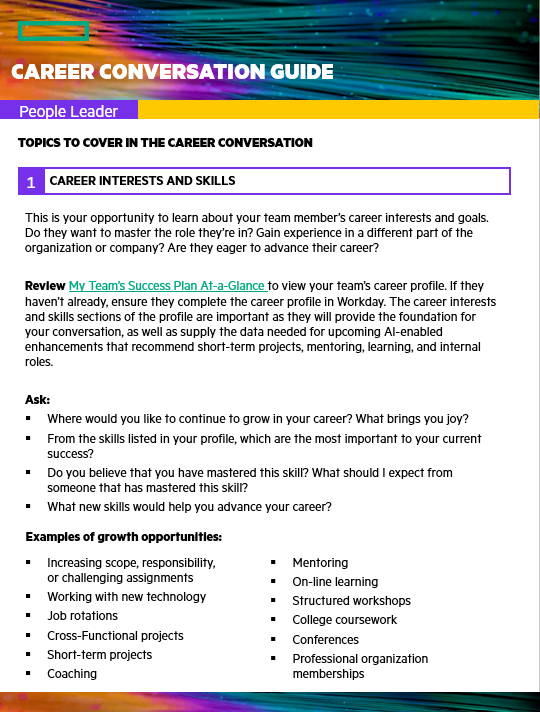 CAREER CONVERSATION GUIDE
People Leader
TOPICS TO COVER IN THE CAREER CONVERSATION
1 CAREER INTERESTS AND SKILLS
This is your opportunity to learn about your team member's career interests and goals.
Do they want to master the role they're in? Gain experience in a different part of the
organization or company? Are they eager to advance their career?
Review My Team's Success Plan At-a-Glance to view your team's career profile. If they
haven't already, ensure they complete the career profile in Workday. The career interests
and skills sections of the profile are important as they will provide the foundation for
your conversation, as well as supply the data needed for upcoming AI-enabled
enhancements that recommend short-term projects, mentoring, learning, and internal
roles.
Ask:
▪ Where would you like to continue to grow in your career? What brings you joy?
▪ From the skills listed in your profile, which are the most important to your current
success?
▪ Do you believe that you have mastered this skill? What should I expect from
someone that has mastered this skill?
▪ What new skills would help you advance your career?
Examples of growth opportunities:
▪ Increasing scope, responsibility,
or challenging assignments
▪ Working with new technology
▪ Job rotations
▪ Cross-Functional projects
▪ Short-term projects
▪ Coaching
▪ Mentoring
▪ On-line learning
▪ Structured workshops
▪ College coursework
▪ Conferences
▪ Professional organization
memberships